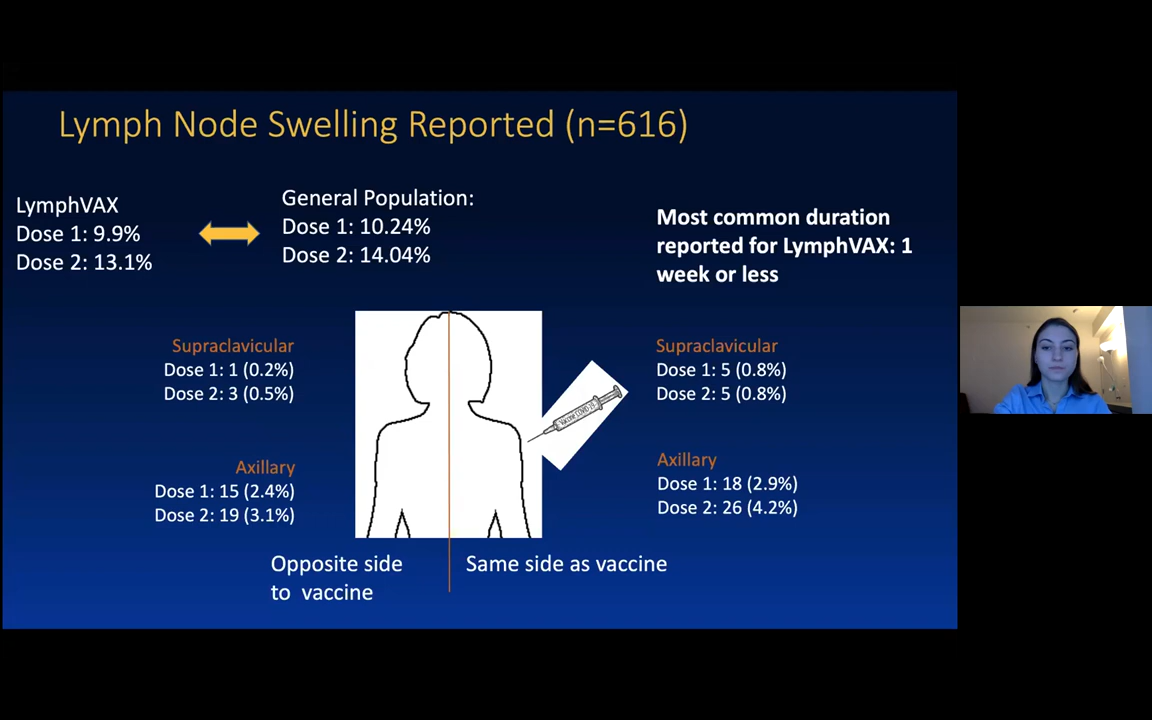 Lymph Node Swelling Reported (n=616)
LymphVAX
Dose 1: 9.9%
Dose 2: 13.1%
General Population:
Dose 1: 10.24%
Dose 2: 14.04%
Most common duration
reported for LymphVAX: 1
week or less
Supraclavicular
Dose 1: 1 (0.2%)
Dose 2: 3 (0.5%)
Axillary
Dose 1: 15 (2.4%)
Dose 2: 19 (3.1%)
Supraclavicular
Dose 1: 5 (0.8%)
Dose 2: 5 (0.8%)
Axillary
Dose 1: 18 (2.9%)
Dose 2: 26 (4.2%)
Opposite side
to vaccine
Same side as vaccine